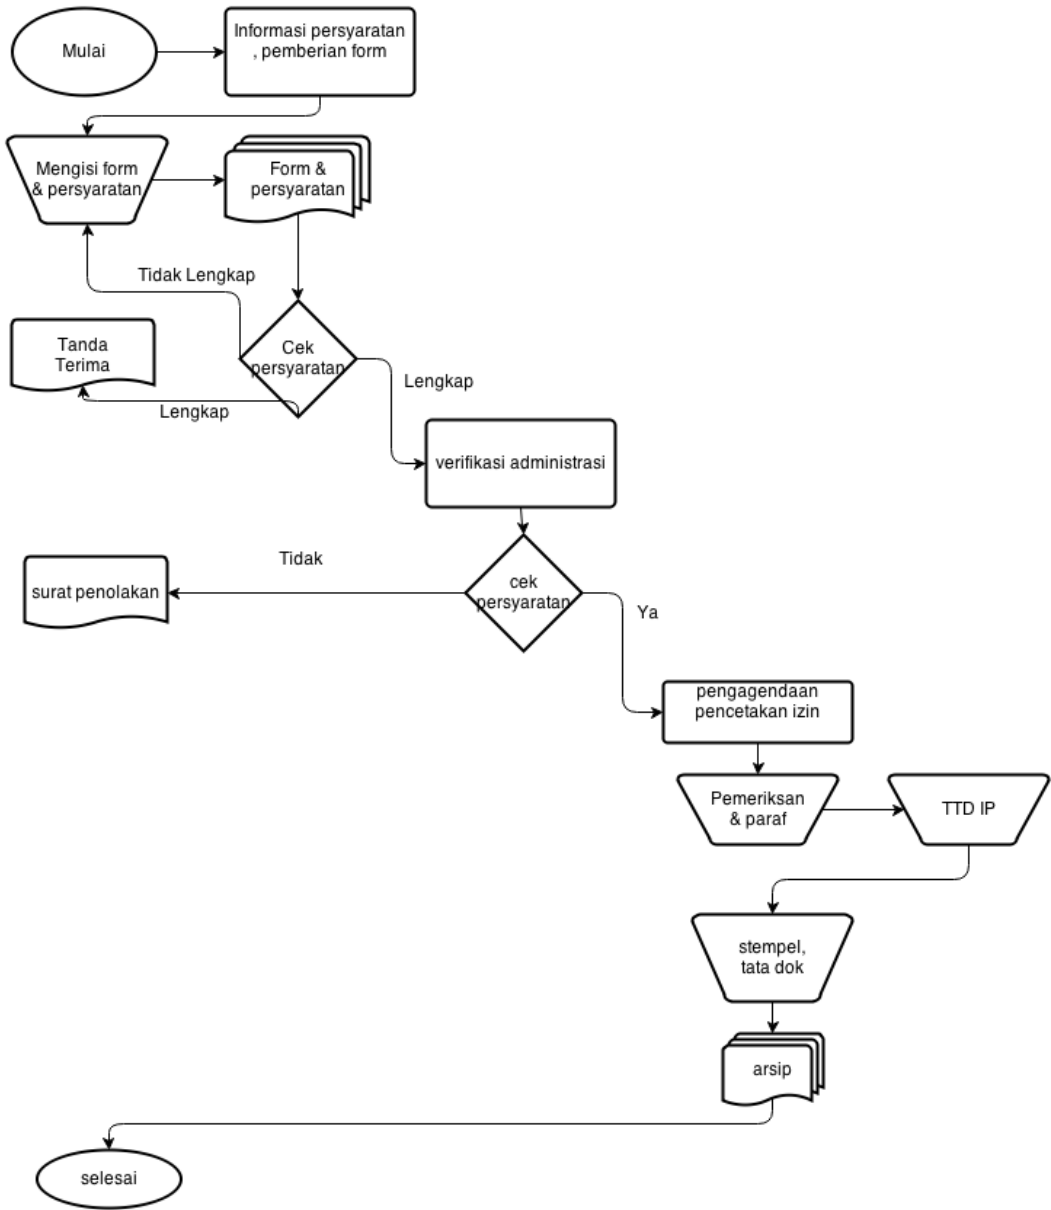 Mulai
Informasi persyaratan
, pemberian form
Mengisi form
& persyaratan
Form &
persyaratan
Tidak Lengkap
Tanda
Terima
Cek
persyaratan
Lengkap
Lengkap
verifikasi administrasi
Tidak
surat penolakan
cek
persyaratan
Ya
pengagendaan
pencetakan izin
Pemeriksan
& paraf
TTD IP
stempel,
tata dok
arsip
selesai